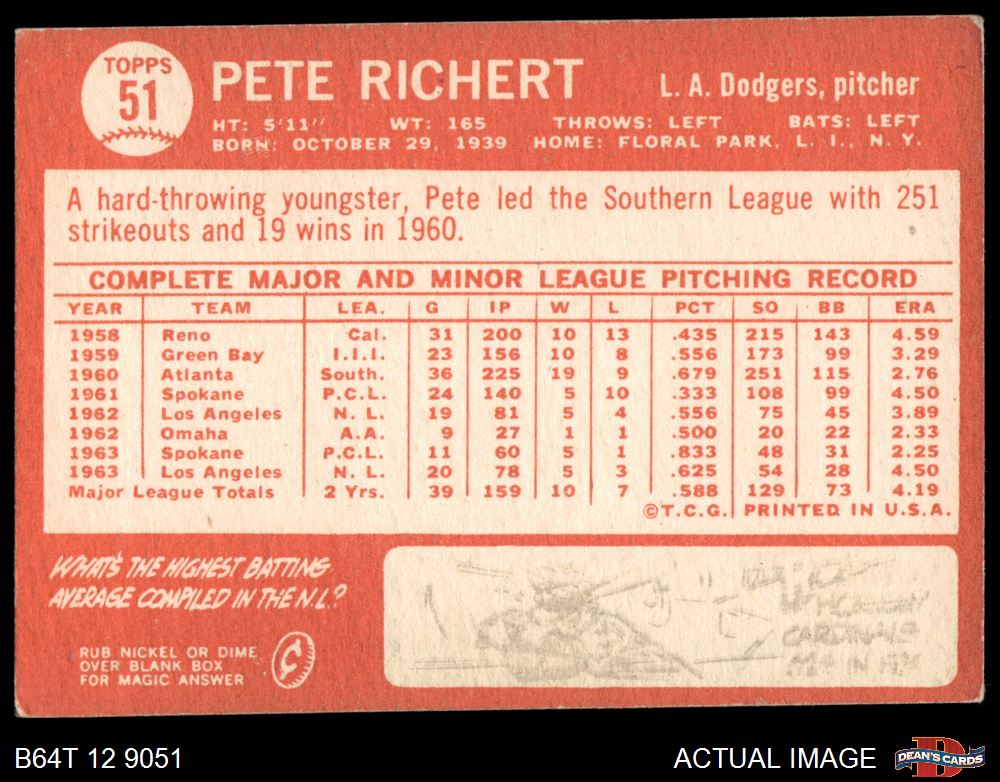 TOPPS
51
PETE RICHERT
L. A. Dodgers, pitcher
HT: 5'11" WT: 165 THROWS: LEFT BATS: LEFT
BORN: OCTOBER 29, 1939 HOME: FLORAL PARK, L. I., N. Y.
A hard-throwing youngster, Pete led the Southern League with 251
strikeouts and 19 wins in 1960.
COMPLETE MAJOR AND MINOR LEAGUE PITCHING RECORD
YEAR TEAM LEA. G IP W L PCT SO BB ERA
1958 Reno Cal. 31 200 10 13 .435 215 143 4.59
1959 Green Bay I.I.I. 23 156 10 8 .556 173 99 3.29
1960 Atlanta South. 36 225 19 9 .679 251 115 2.76
1961 Spokane P.C.L. 24 140 5 10 .333 108 99 4.50
1962 Los Angeles N. L. 19 81 5 4 .556 75 45 3.89
1962 Omaha A.A. 9 27 1 1 .500 20 22 2.33
1963 Spokane P.C.L. 11 60 5 1 .833 48 31 2.25
1963 Los Angeles N. L. 20 78 5 3 .625 54 28 4.50
Major League Totals 2 Yrs. 39 159 10 7 .588 129 73 4.19
©T.C.G. PRINTED IN U.S.A.
WHAT'S THE HIGHEST BATTING
AVERAGE COMPILED IN THE N.L.?
RUB NICKEL OR DIME
OVER BLANK BOX
FOR MAGIC ANSWER
¢
CARDINALS
B64T 12 9051
ACTUAL IMAGE
D
DEAN'S CARDS